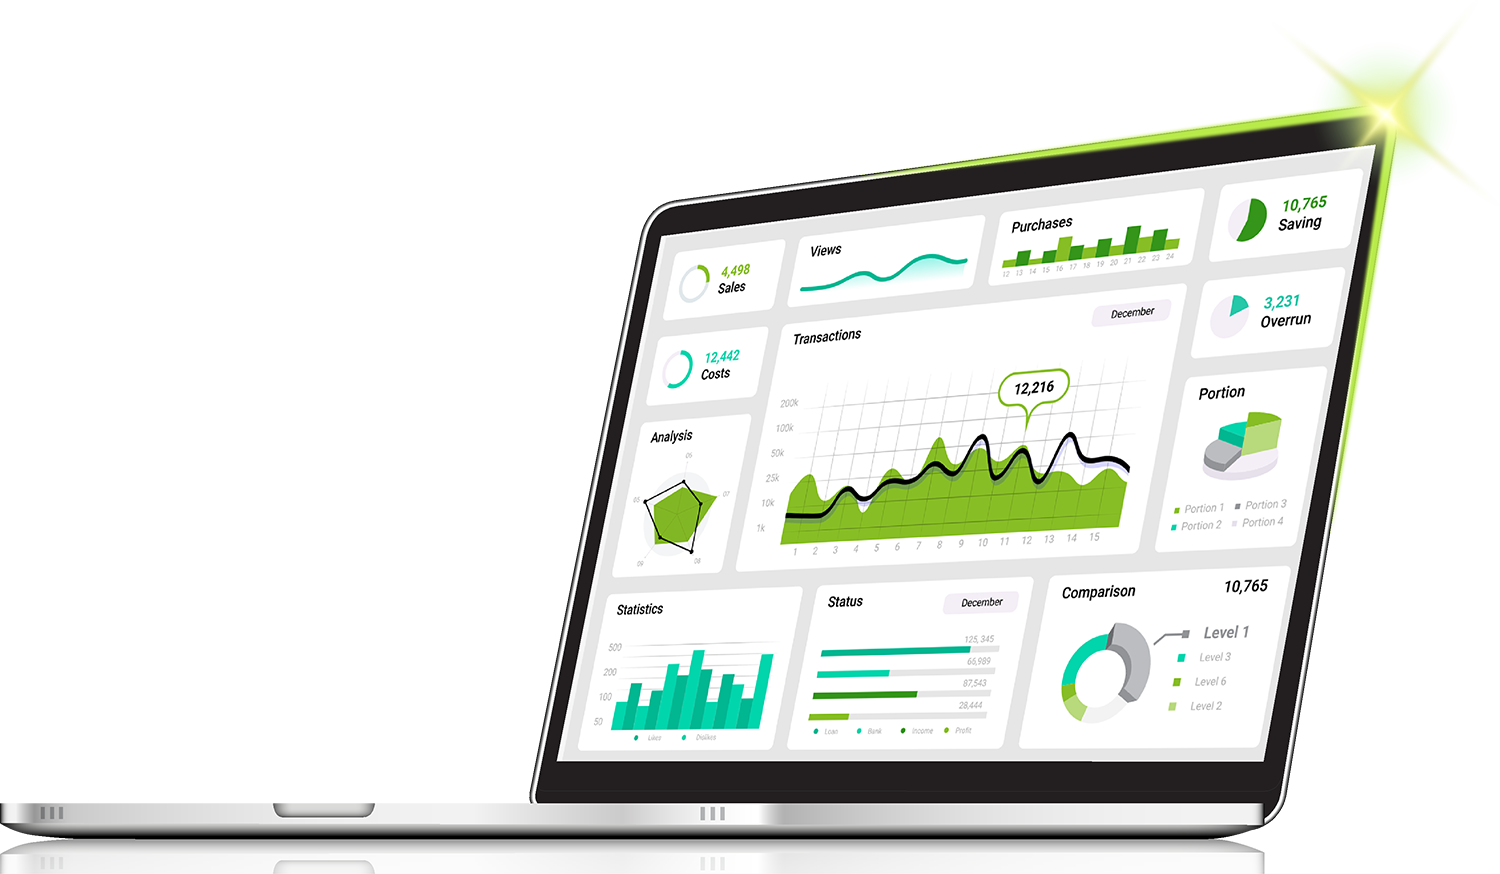 4,498
Sales
Views
Purchases
12 13 14 15 16 17 18 19 20 21 22 23 24
10,765
Saving
12,442
Costs
Transactions
December
12,216
200k
100k
50k
25k
10k
1k
1 2 3 4 5 6 7 8 9 10 11 12 13 14 15
3,231
Overrun
Analysis
07
08
09
Portion
Portion 1
Portion 3
Portion 2
Portion 4
Statistics
500
200
100
50
Likes
Dislikes
Status
December
125, 345
65,989
87,543
28,444
Loan
Bank
Income
Profit
Comparison
10,765
Level 1
Level 3
Level 6
Level 2